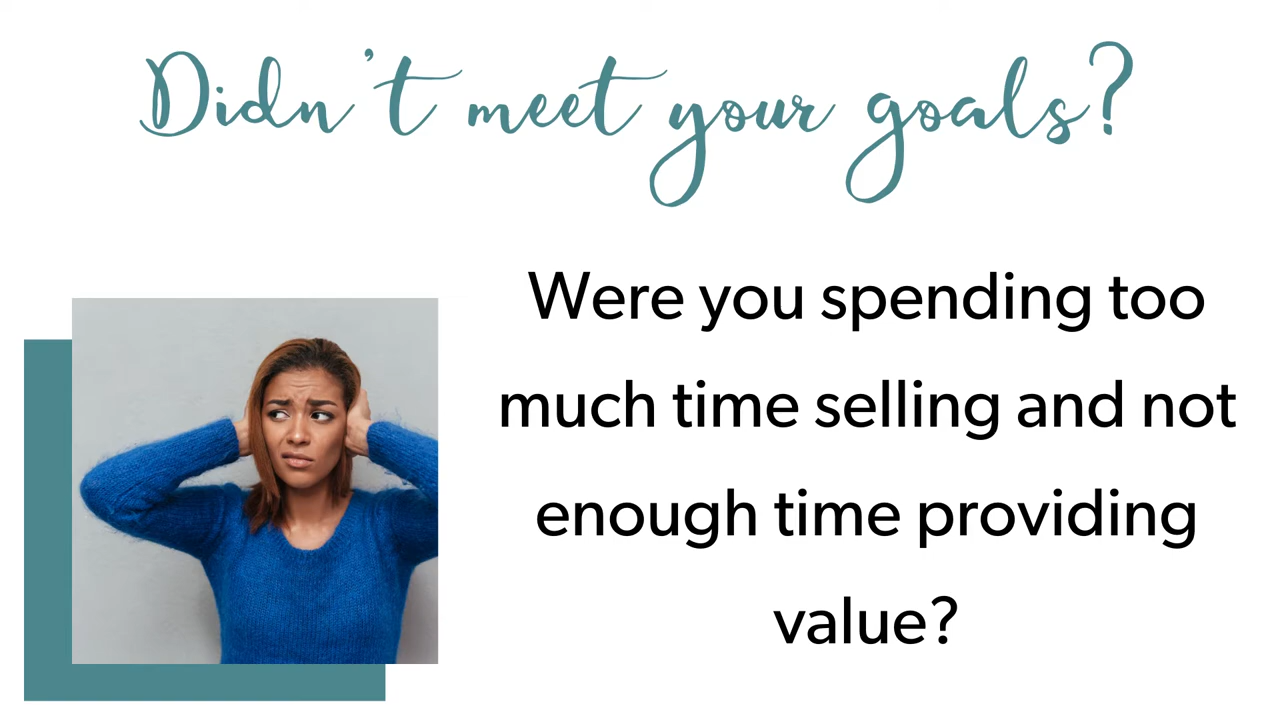 Didn't meet your goals?
Were you spending too
much time selling and not
enough time providing
value?